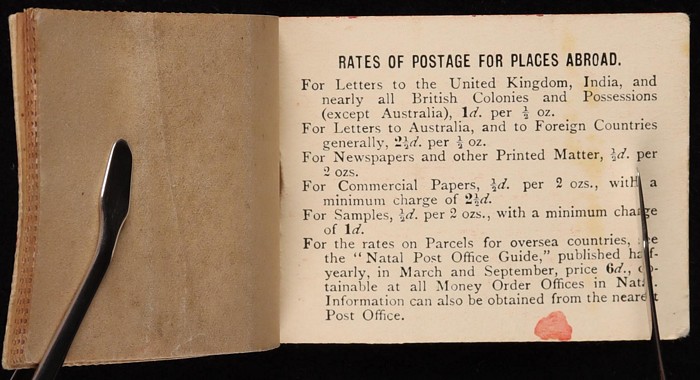 RATES OF POSTAGE FOR PLACES ABROAD.
For Letters to the United Kingdom, India, and
nearly all British Colonies and Possessions
(except Australia), 1d. per ½ oz.
For Letters to Australia, and to Foreign Countries
generally, 2½d. per ½ oz.
For Newspapers and other Printed Matter, ½d. per
2 ozs.
For Commercial Papers, ½d. per 2 ozs., with a
minimum charge of 2½d.
For Samples, ½d. per 2 ozs., with a minimum charge
of 1d.
For the rates on Parcels for oversea countries, see
the "Natal Post Office Guide," published half-
yearly, in March and September, price 6d., ob-
tainable at all Money Order Offices in Natal.
Information can also be obtained from the nearest
Post Office.